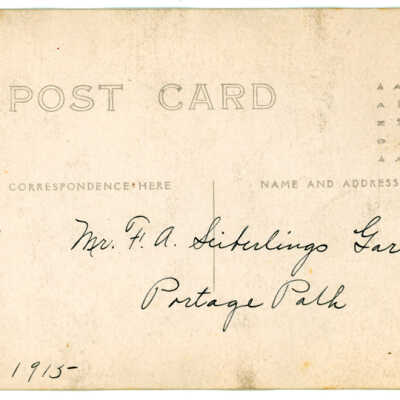 POST CARD
CORRESPONDENCE HERE
NAME AND ADDRESS
Mr. F. A. Seiberlings Gar
Portage Path
1915